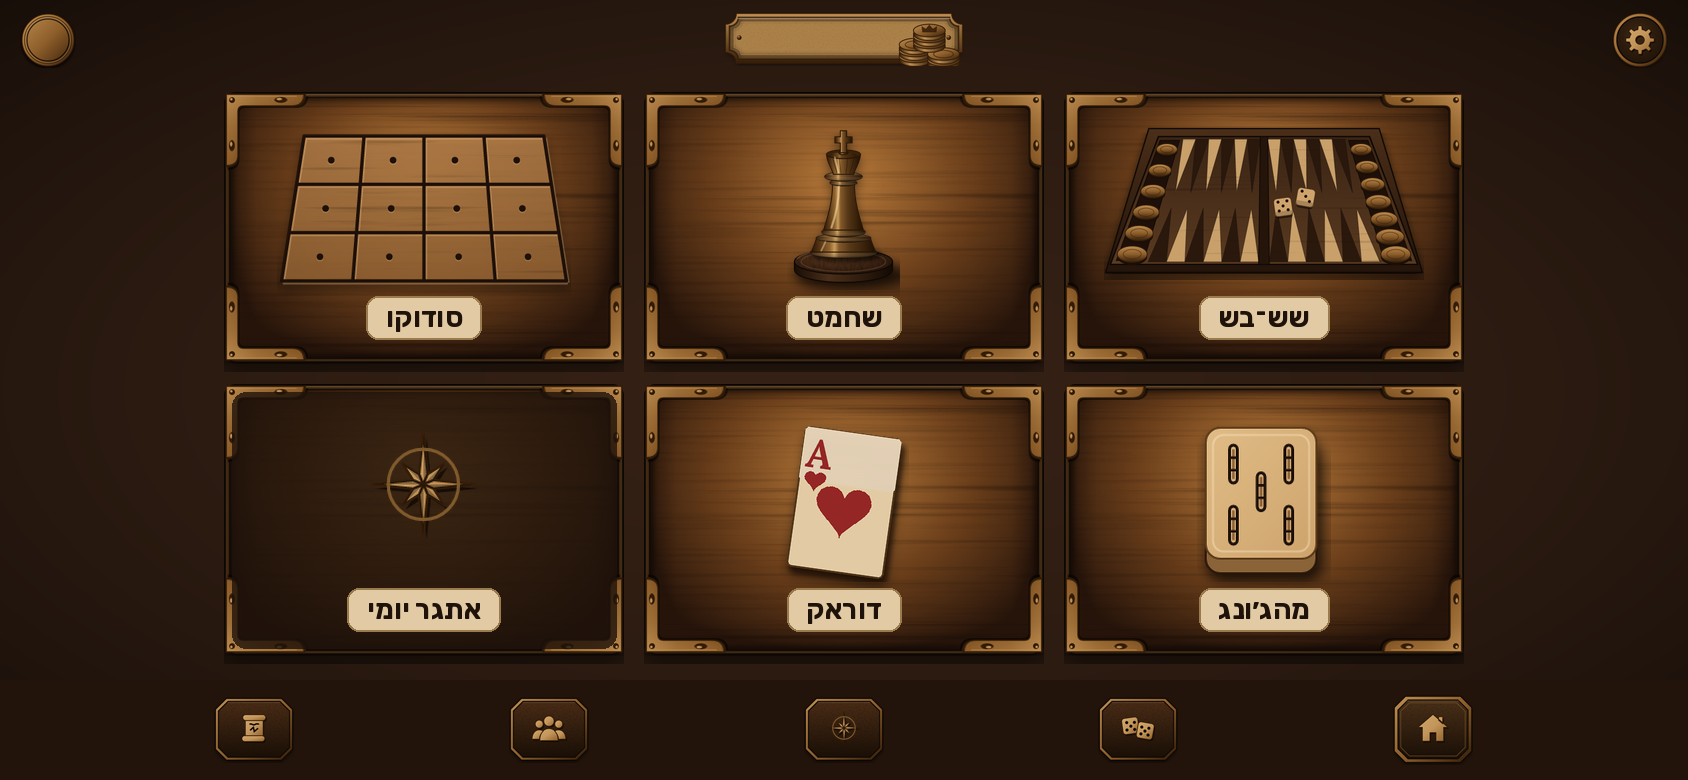 שש־בש
שחמט
סודוקו
A
מהג׳ונג
דוראק
אתגר יומי